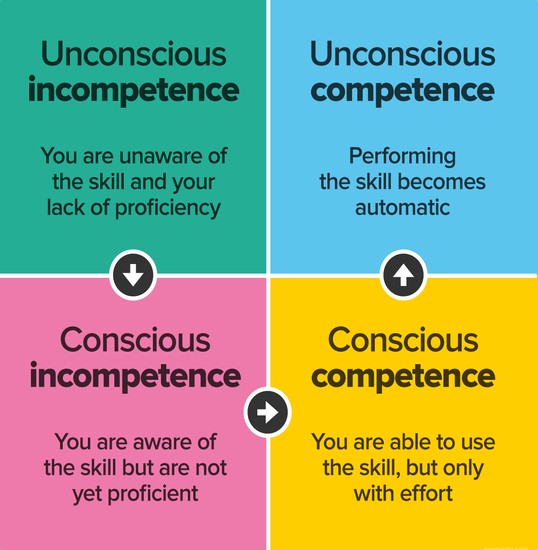 Unconscious
incompetence
You are unaware of
the skill and your
lack of proficiency
Unconscious
competence
Performing
the skill becomes
automatic
Conscious
incompetence
You are aware of
the skill but are not
yet proficient
Conscious
competence
You are able to use
the skill, but only
with effort